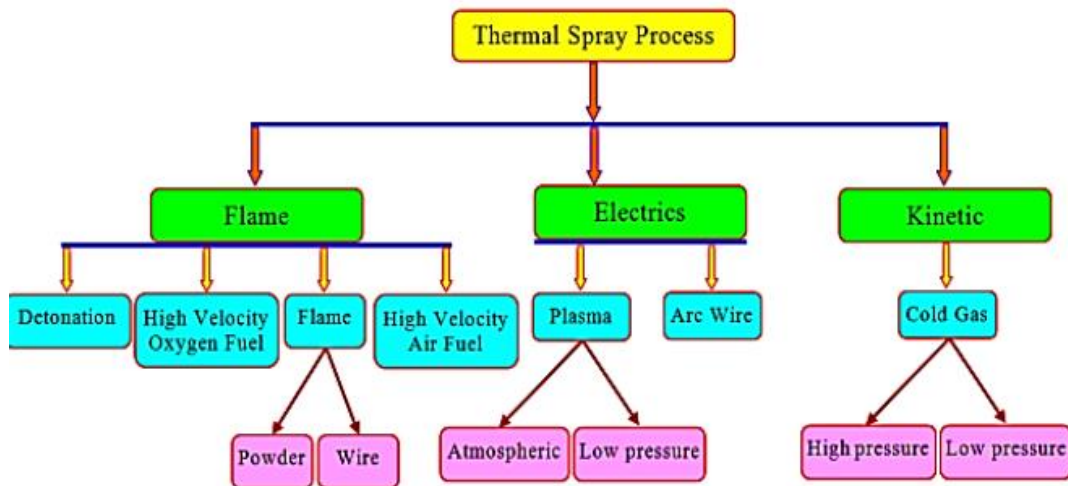 Thermal Spray Process
Flame
Electrics
Kinetic
Detonation
High Velocity
Oxygen Fuel
Flame
High Velocity
Air Fuel
Plasma
Arc Wire
Cold Gas
Powder
Wire
Atmospheric
Low pressure
High pressure
Low pressure